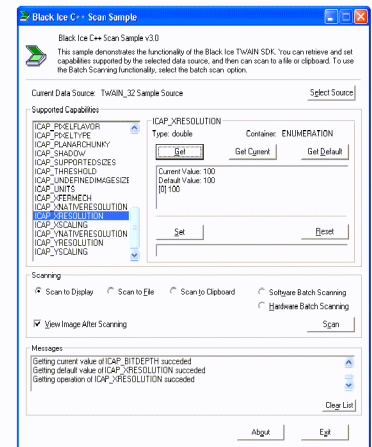 Black Ice C++ Scan Sample
Black Ice C++ Scan Sample v3.0
This sample demonstrates the functionality of the Black Ice TWAIN SDK. You can retrieve and set
capabilities supported by the selected data source, and then can scan to a file or clipboard. To use
the Batch Scanning functionality, select the batch scan option.
Current Data Source: TWAIN_32 Sample Source
Select Source
Supported Capabilities
ICAP_PIXELFLAVOR
ICAP_PIXELTYPE
ICAP_PLANARCHUNKY
ICAP_SHADOW
ICAP_SUPPORTEDSIZES
ICAP_THRESHOLD
ICAP_UNDEFINEDIMAGESIZE
ICAP_UNITS
ICAP_XFERMECH
ICAP_XNATIVERESOLUTION
ICAP_XRESOLUTION
ICAP_XSCALING
ICAP_YNATIVERESOLUTION
ICAP_YRESOLUTION
ICAP_YSCALING
ICAP_XRESOLUTION
Type: double Container: ENUMERATION
Get Get Current Get Default
Current Value: 100
Default Value: 100
[0] 100
Set Reset
Scanning
Scan to Display Scan to File Scan to Clipboard Software Batch Scanning
Hardware Batch Scanning
View Image After Scanning Scan
Messages
Getting current value of ICAP_BITDEPTH succeded
Getting default value of ICAP_XRESOLUTION succeded
Getting operation of ICAP_XRESOLUTION succeded
Clear List
About Exit